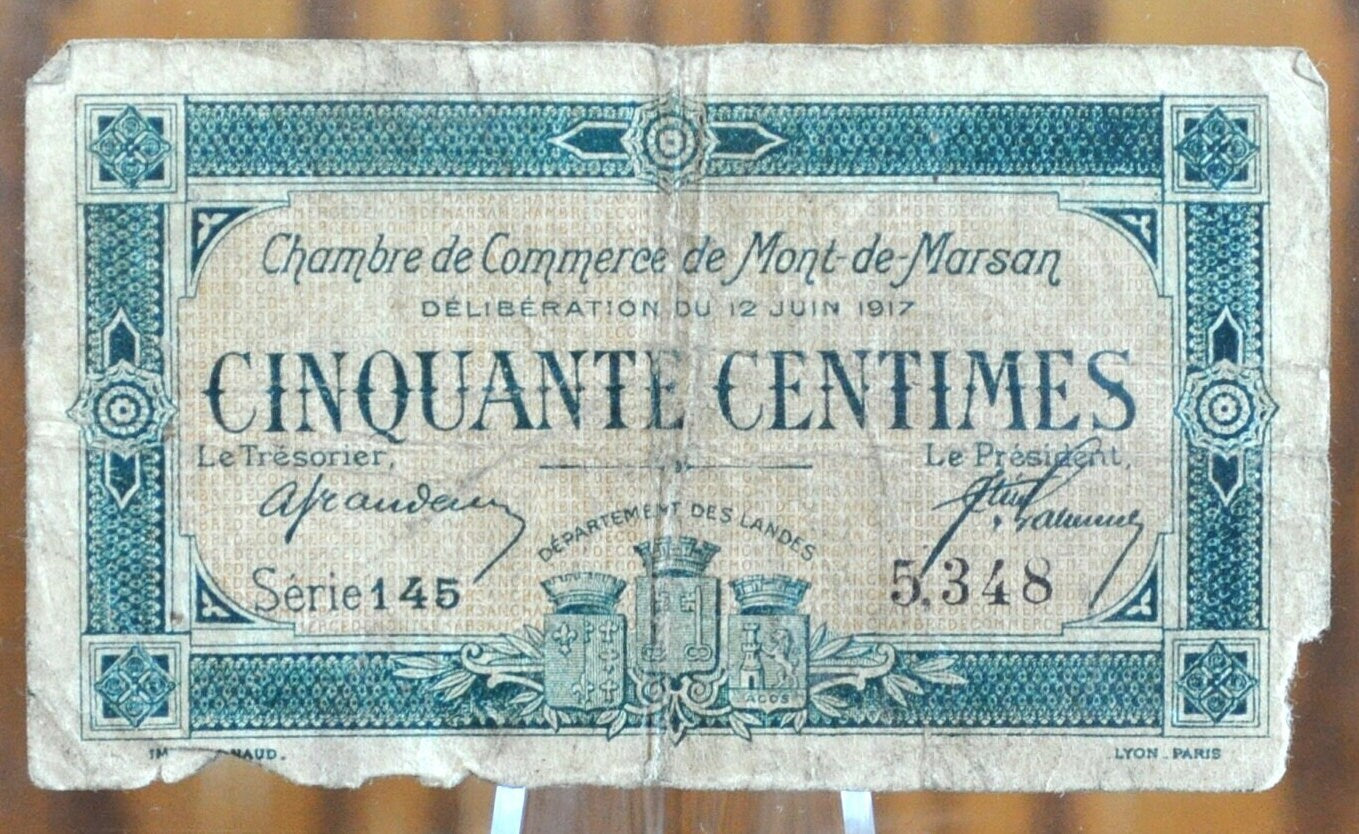 Chambre de Commerce de Mont-de-Marsan
DÉLIBÉRATION DU 12 JUIN 1917
CINQUANTE CENTIMES
Le Trésorier,
Le Président,
DÉPARTEMENT DES LANDES
Série 145
5,348
LYON _ PARIS